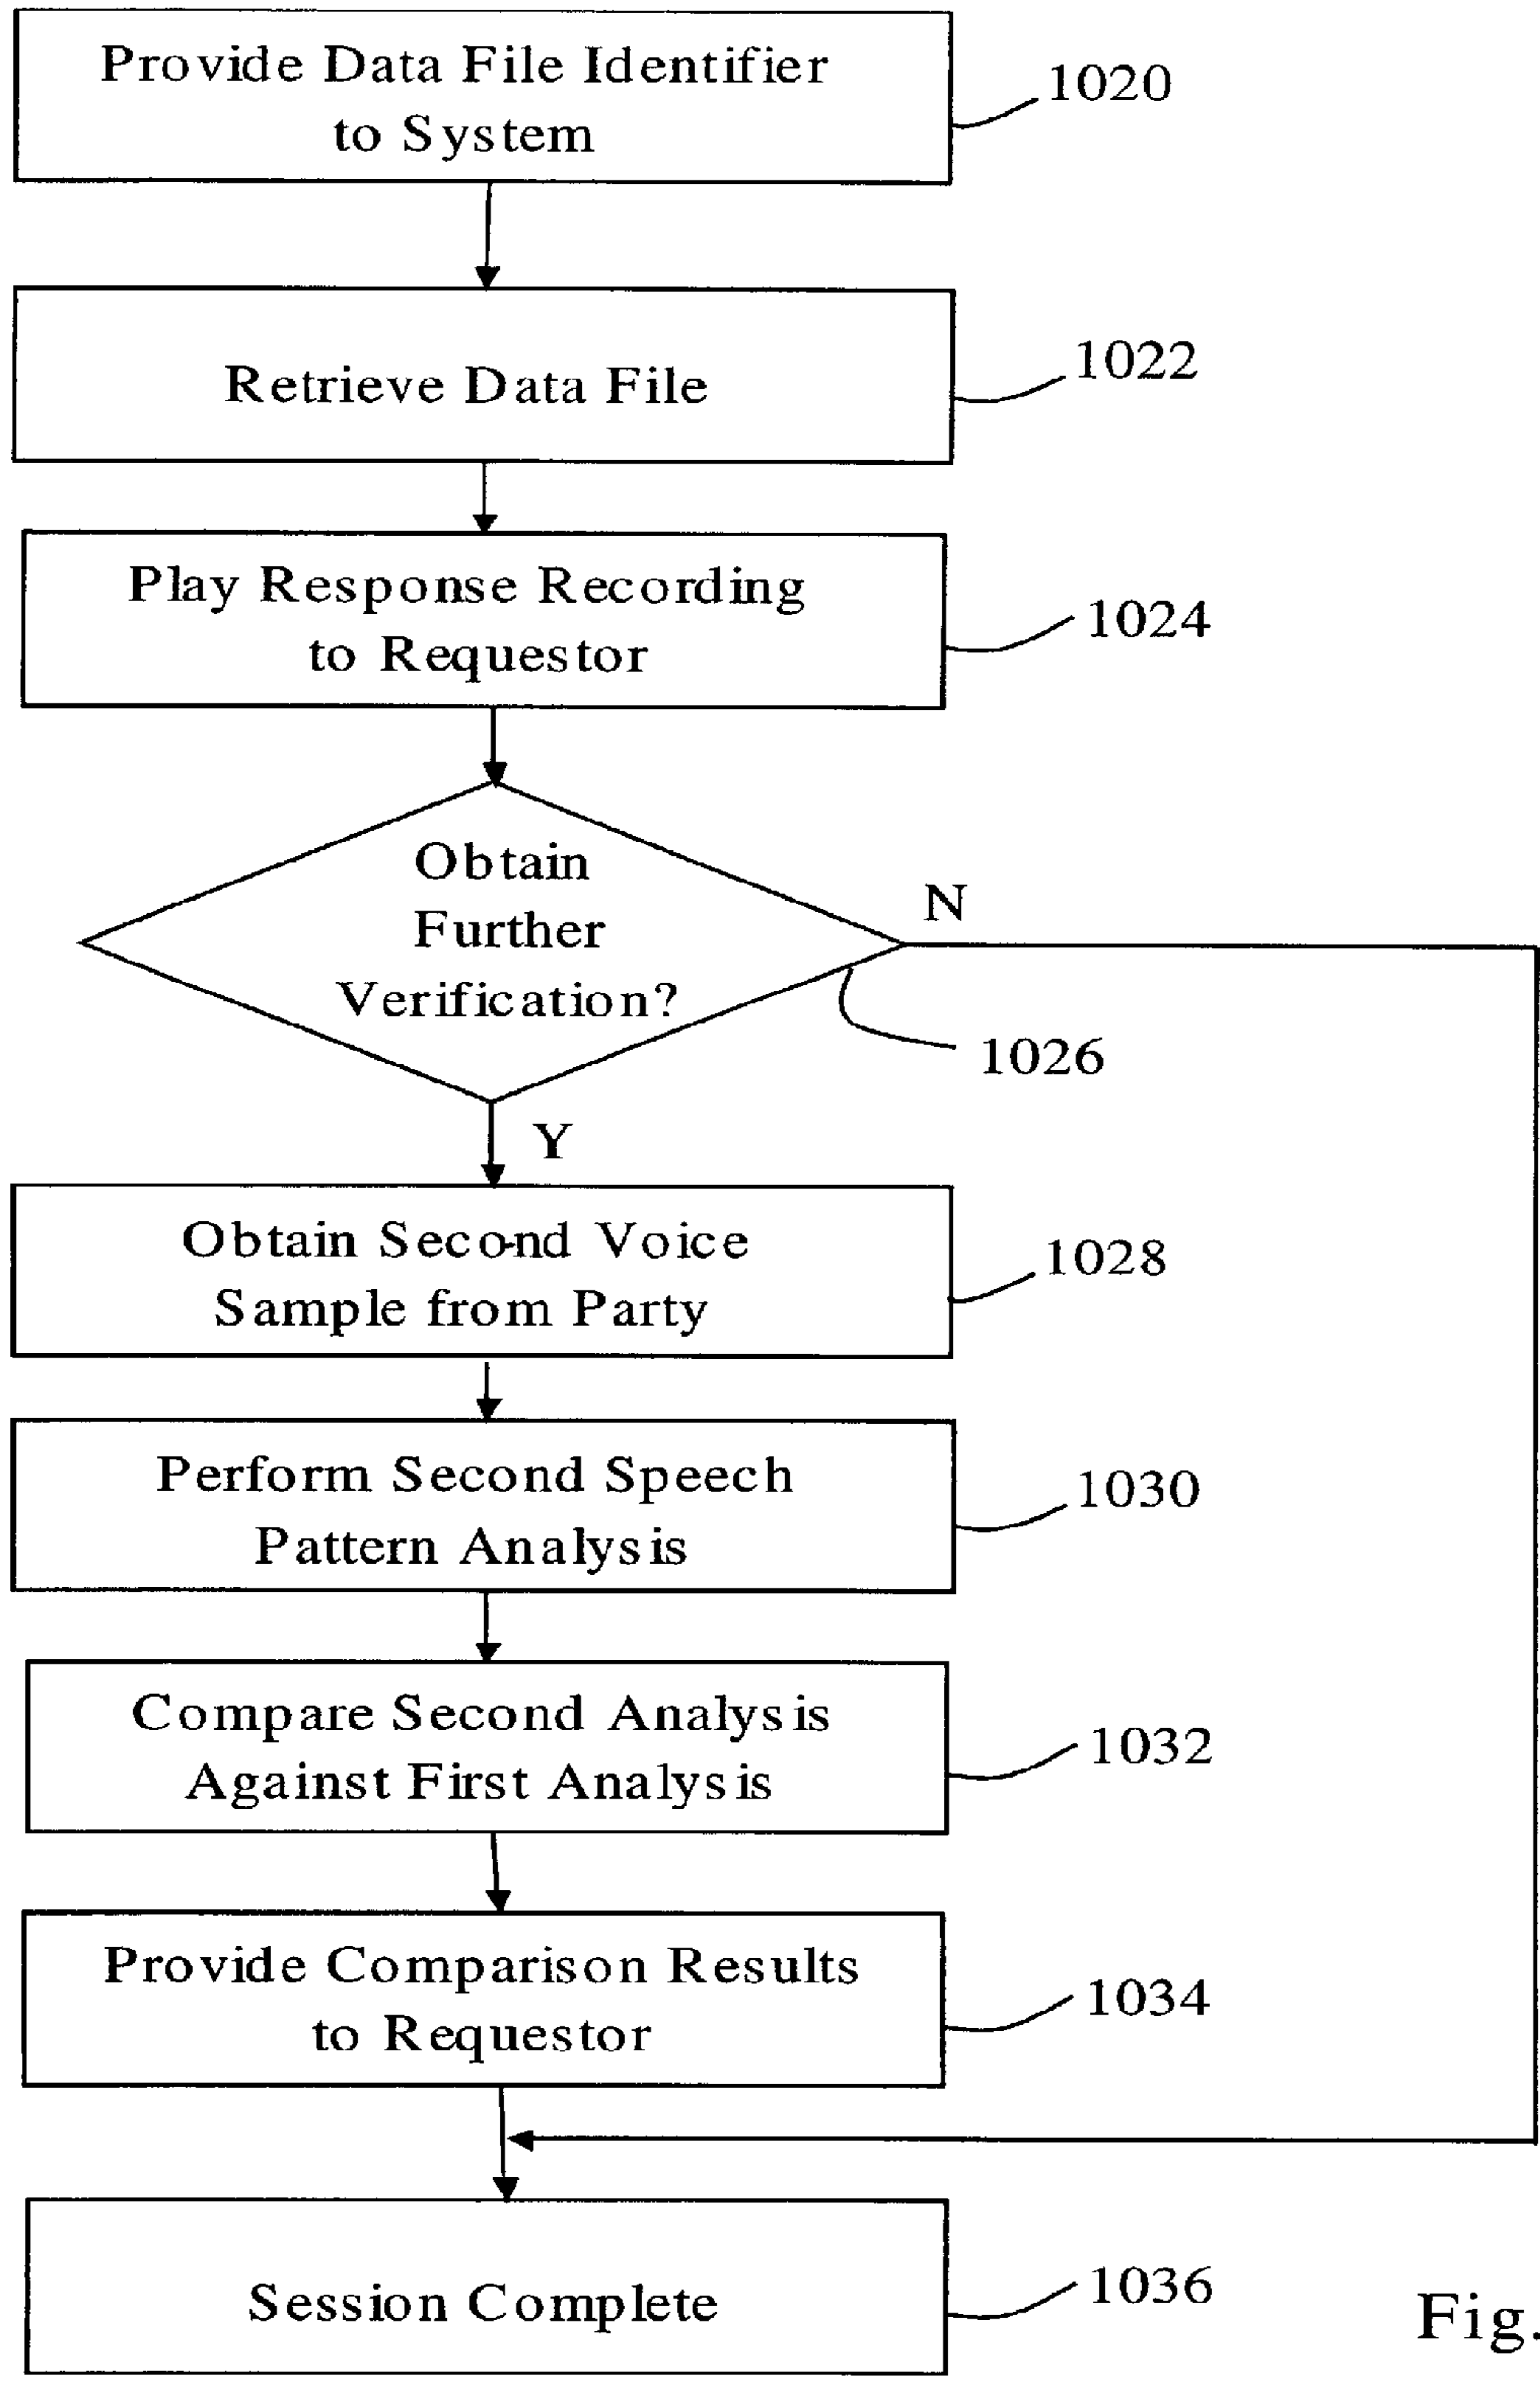 Provide Data File Identifier
to System
1020
Retrieve Data File
1022
Play Response Recording
to Requestor
1024
Obtain
Further
Verification?
N
1026
Y
Obtain Second Voice
Sample from Party
1028
Perform Second Speech
Pattern Analysis
1030
Compare Second Analysis
Against First Analysis
1032
Provide Comparison Results
to Requestor
1034
Session Complete
1036
Fig.